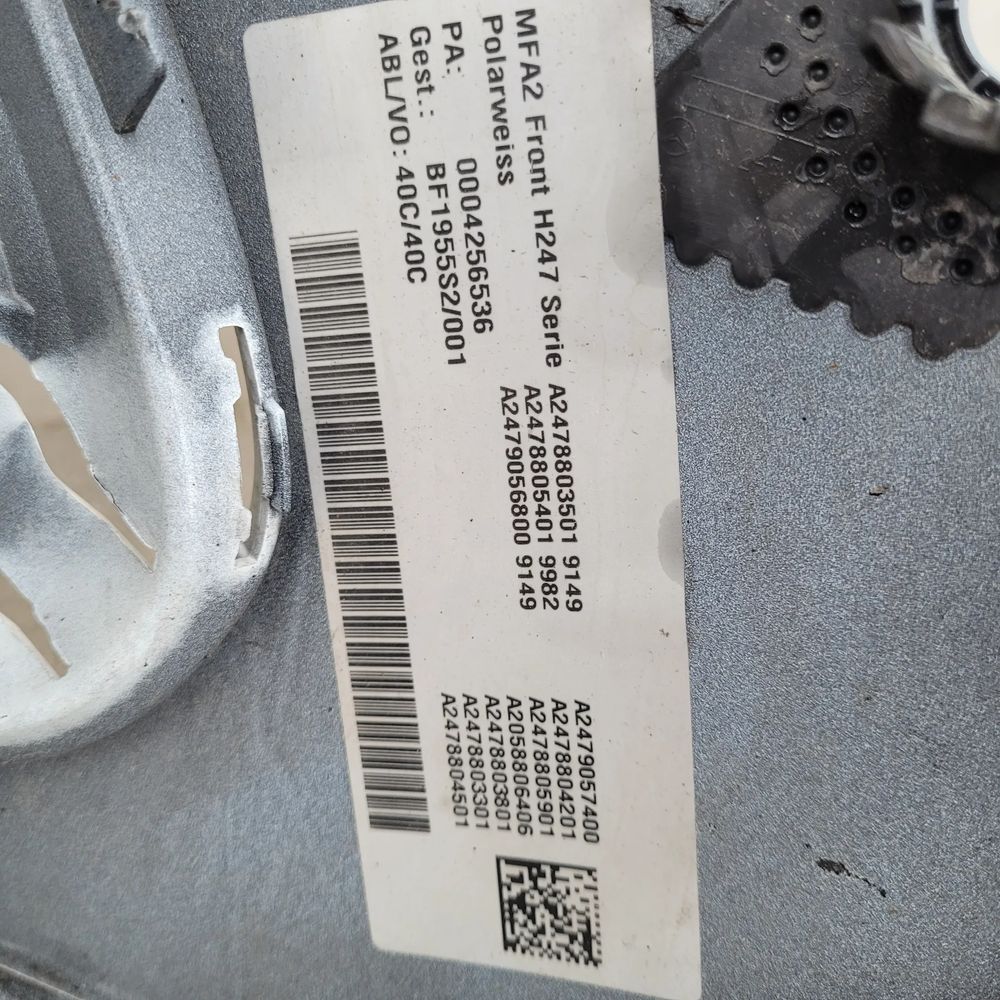 MFA2 Front H247 Serie
Polarweiss
PA: 0004256536
Gest.: BF1955S2/001
ABL/VO: 40C/40C
A2478803501 9149
A2478805401 9982
A2479056800 9149
A2479057400
A2478804201
A2478805901
A2058806406
A2478803801
A2478803301
A2478804501